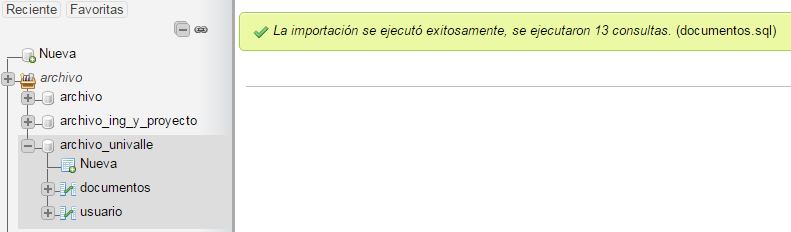 Reciente Favoritas
Nueva
archivo
archivo
archivo_ing_y_proyecto
archivo_univalle
Nueva
documentos
usuario
La importación se ejecutó exitosamente, se ejecutaron 13 consultas. (documentos.sql)